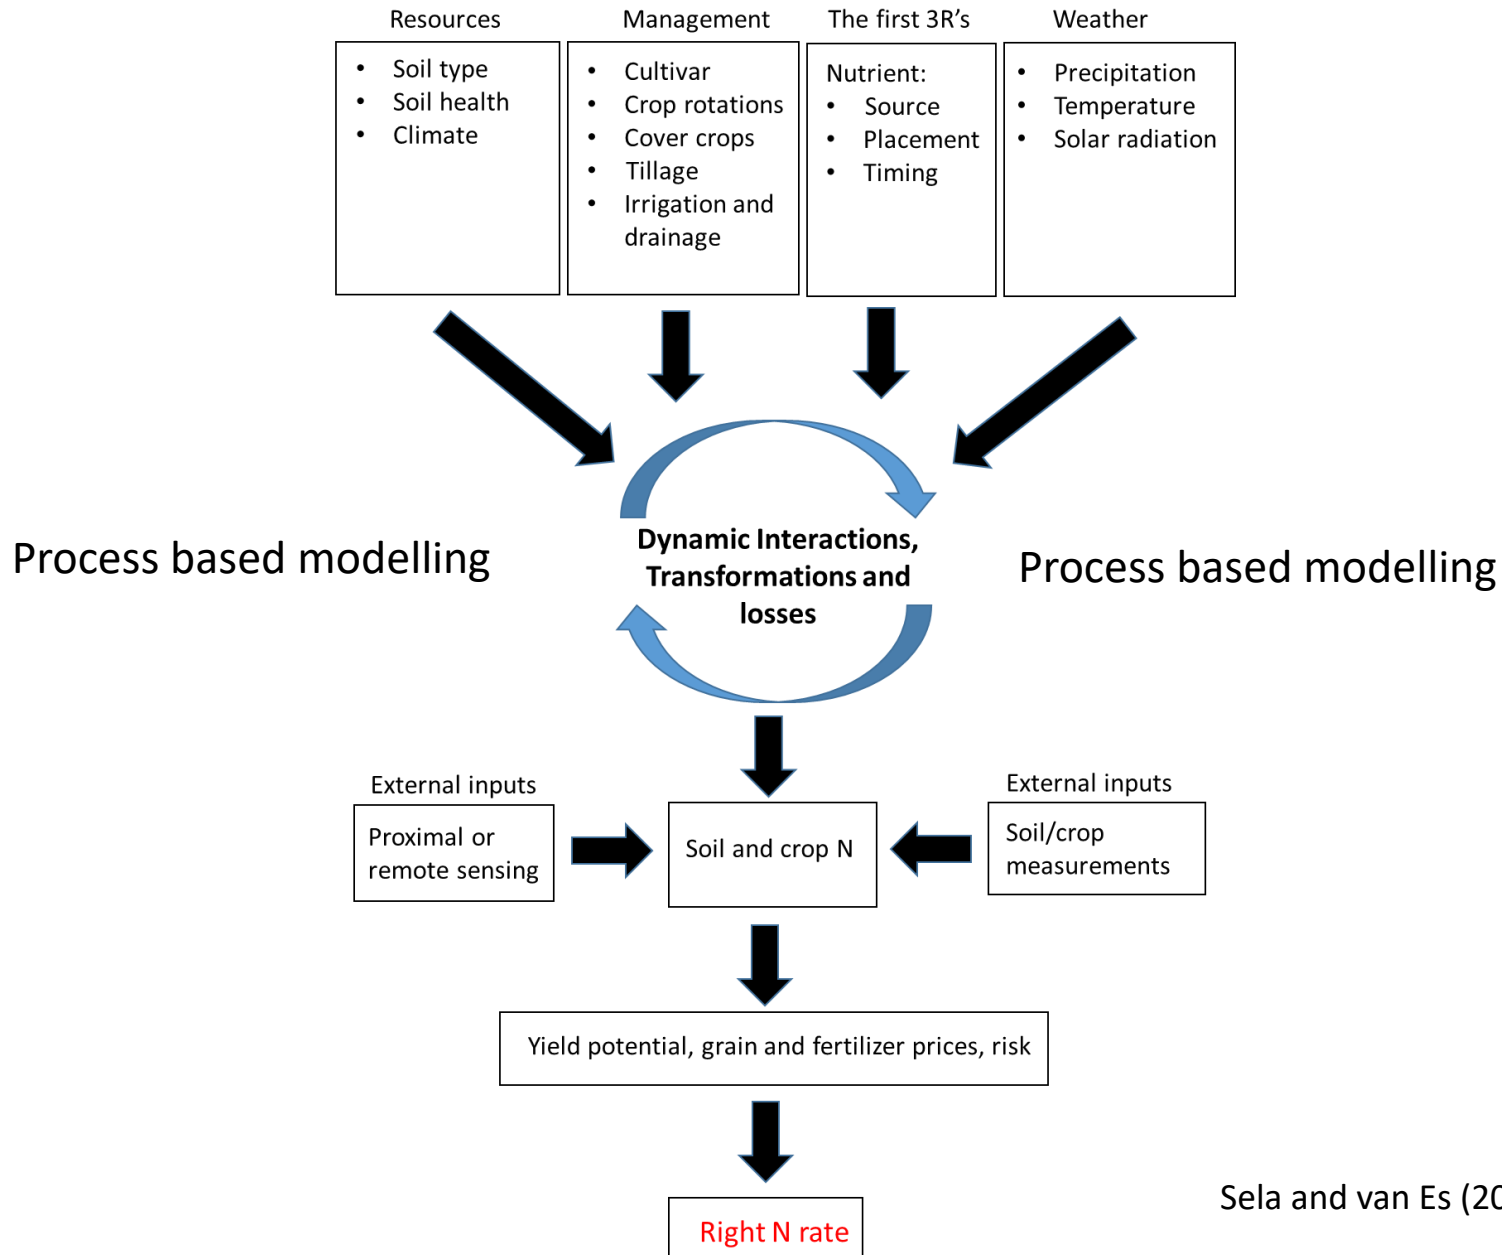 Resources
Management
The first 3R's
Weather
• Soil type
• Soil health
• Climate
• Cultivar
• Crop rotations
• Cover crops
• Tillage
• Irrigation and
drainage
Nutrient:
• Source
• Placement
• Timing
• Precipitation
• Temperature
• Solar radiation
Process based modelling
Dynamic Interactions,
Transformations and
losses
Process based modelling
External inputs
Proximal or
remote sensing
Soil and crop N
External inputs
Soil/crop
measurements
Yield potential, grain and fertilizer prices, risk
Right N rate
Sela and van Es (20